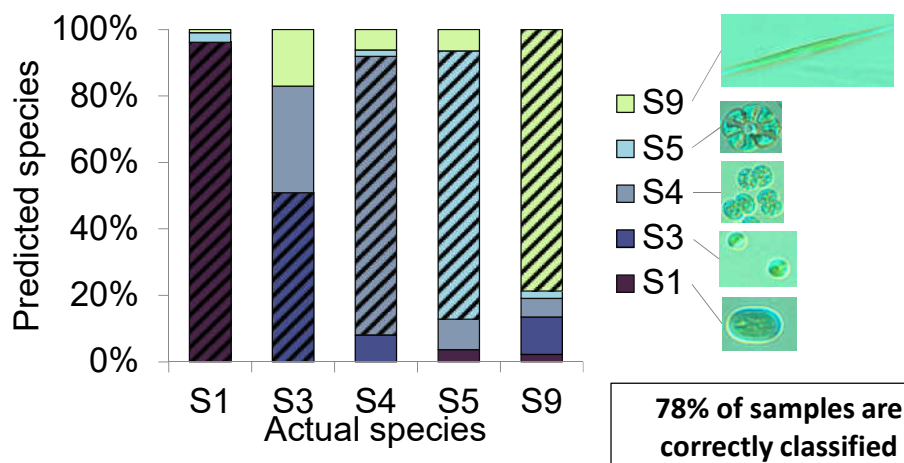 Predicted species
100%
80%
60%
40%
20%
0%
S1 S3 S4 S5 S9
Actual species
S9
S5
S4
S3
S1
78% of samples are
correctly classified